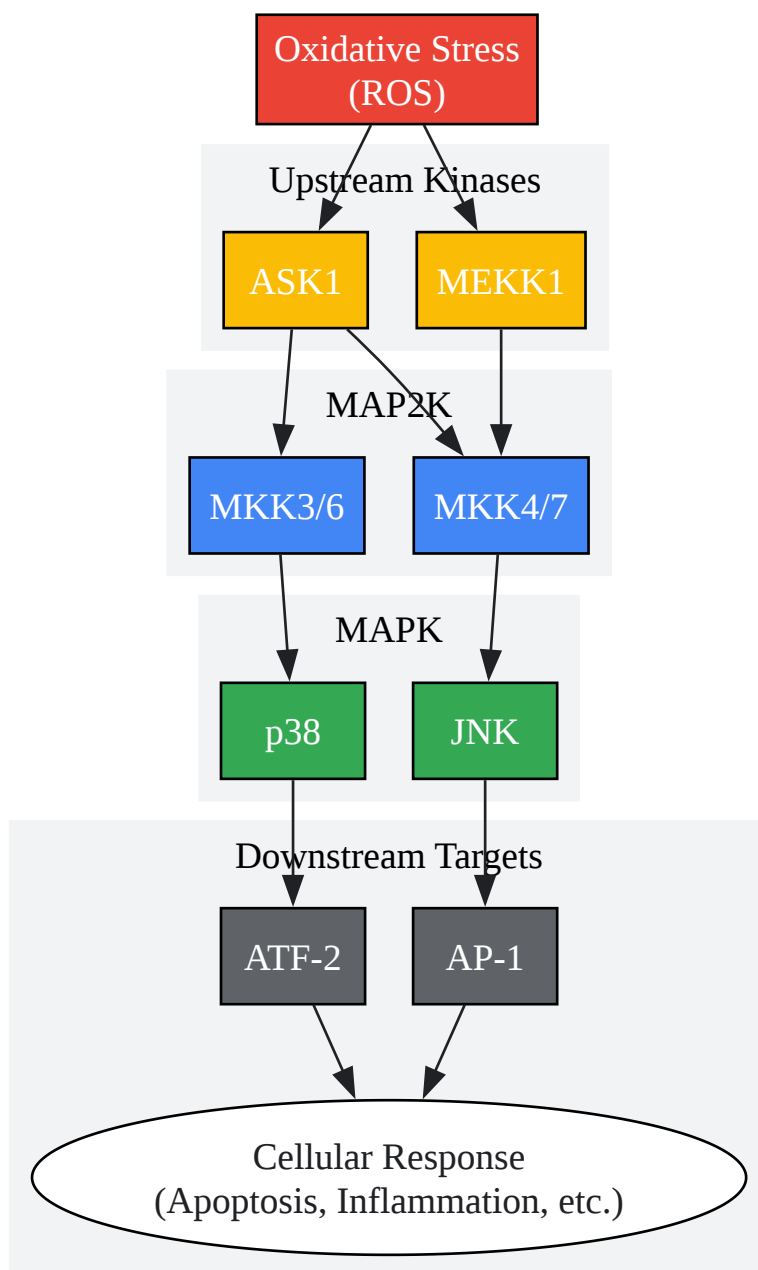 Oxidative Stress
(ROS)
Upstream Kinases
ASK1
MEKK1
MAP2K
MKK3/6
MKK4/7
MAPK
p38
JNK
Downstream Targets
ATF-2
AP-1
Cellular Response
(Apoptosis, Inflammation, etc.)